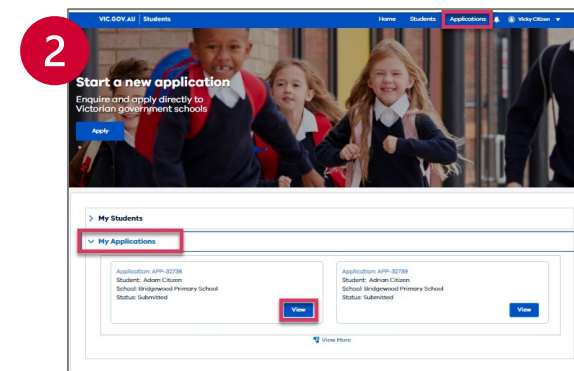 2
VIC.GOV.AU | Students
Home Students Applications Vicky Citizen
Start a new application
Enquire and apply directly to
Victorian government schools
Apply
My Students
My Applications
Application: APP-32738
Student: Adam Citizen
School: Bridgewood Primary School
Status: Submitted
View
Application: APP-32739
Student: Adrian Citizen
School: Bridgewood Primary School
Status: Submitted
View
View More